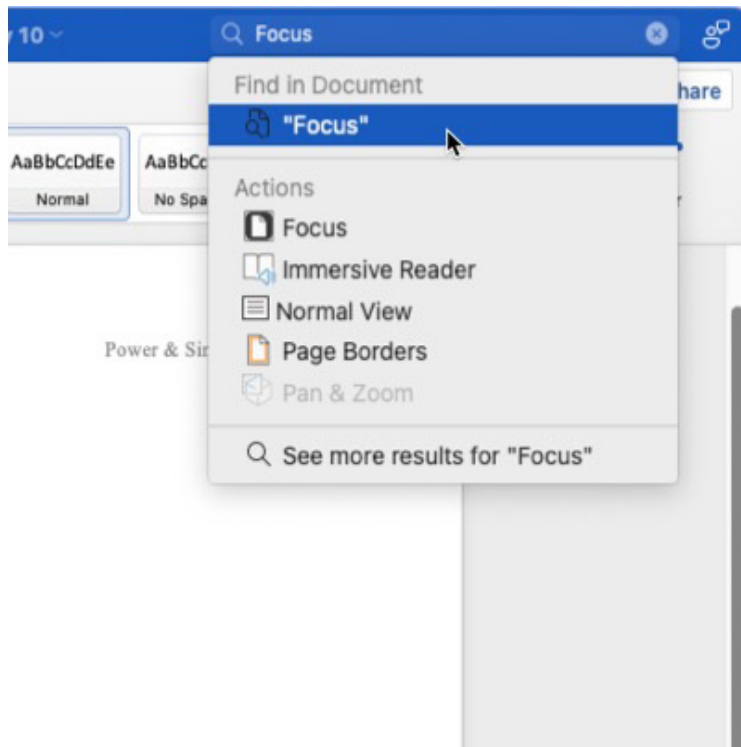 10
Focus
Find in Document
hare
"Focus"
AaBbCcDdEe
AaBbCc
Normal
No Spa
Actions
Focus
Immersive Reader
Normal View
Page Borders
Power & Sir
Pan & Zoom
See more results for "Focus"